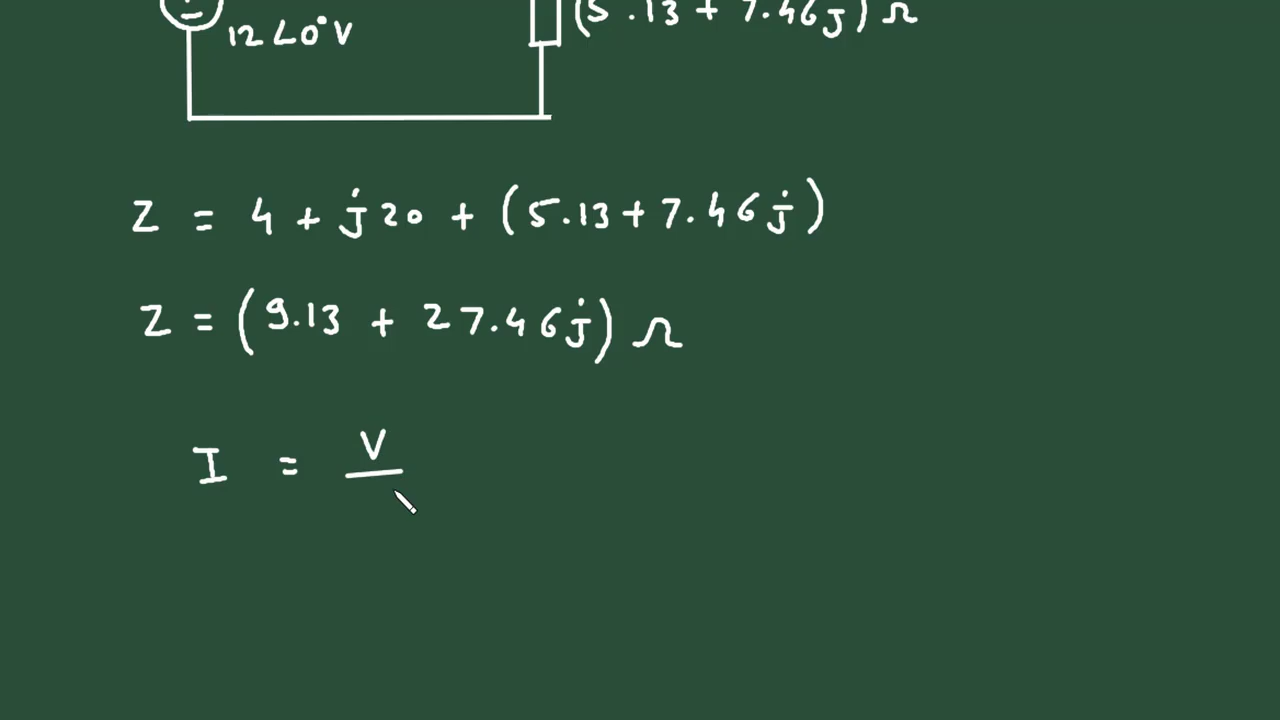 (5.13 + 7.46j) Ω
12∠0°V
Z = 4 + j20 + (5.13 + 7.46j)
Z = (9.13 + 27.46j) Ω
I = V